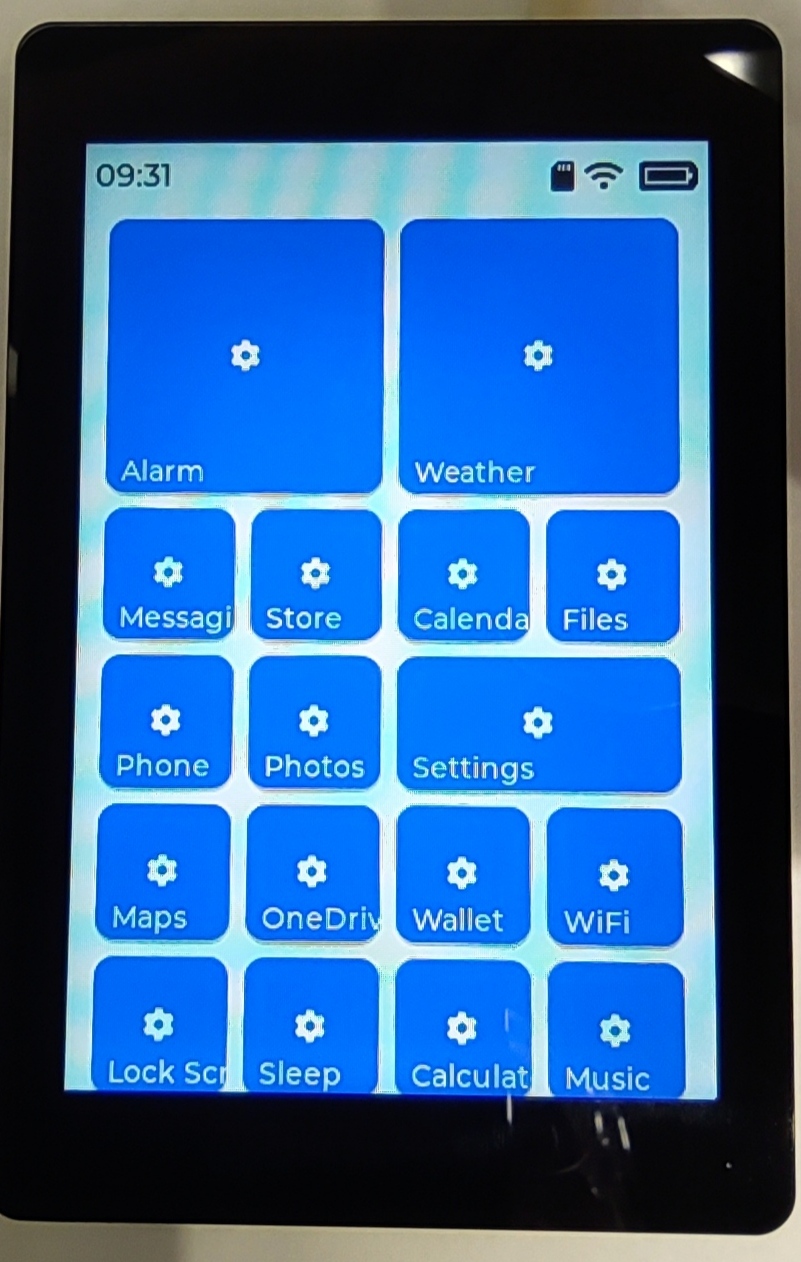 09:31
Alarm
Weather
Messagi
Store
Calenda
Files
Phone
Photos
Settings
Maps
OneDriv
Wallet
WiFi
Lock Scr
Sleep
Calculat
Music